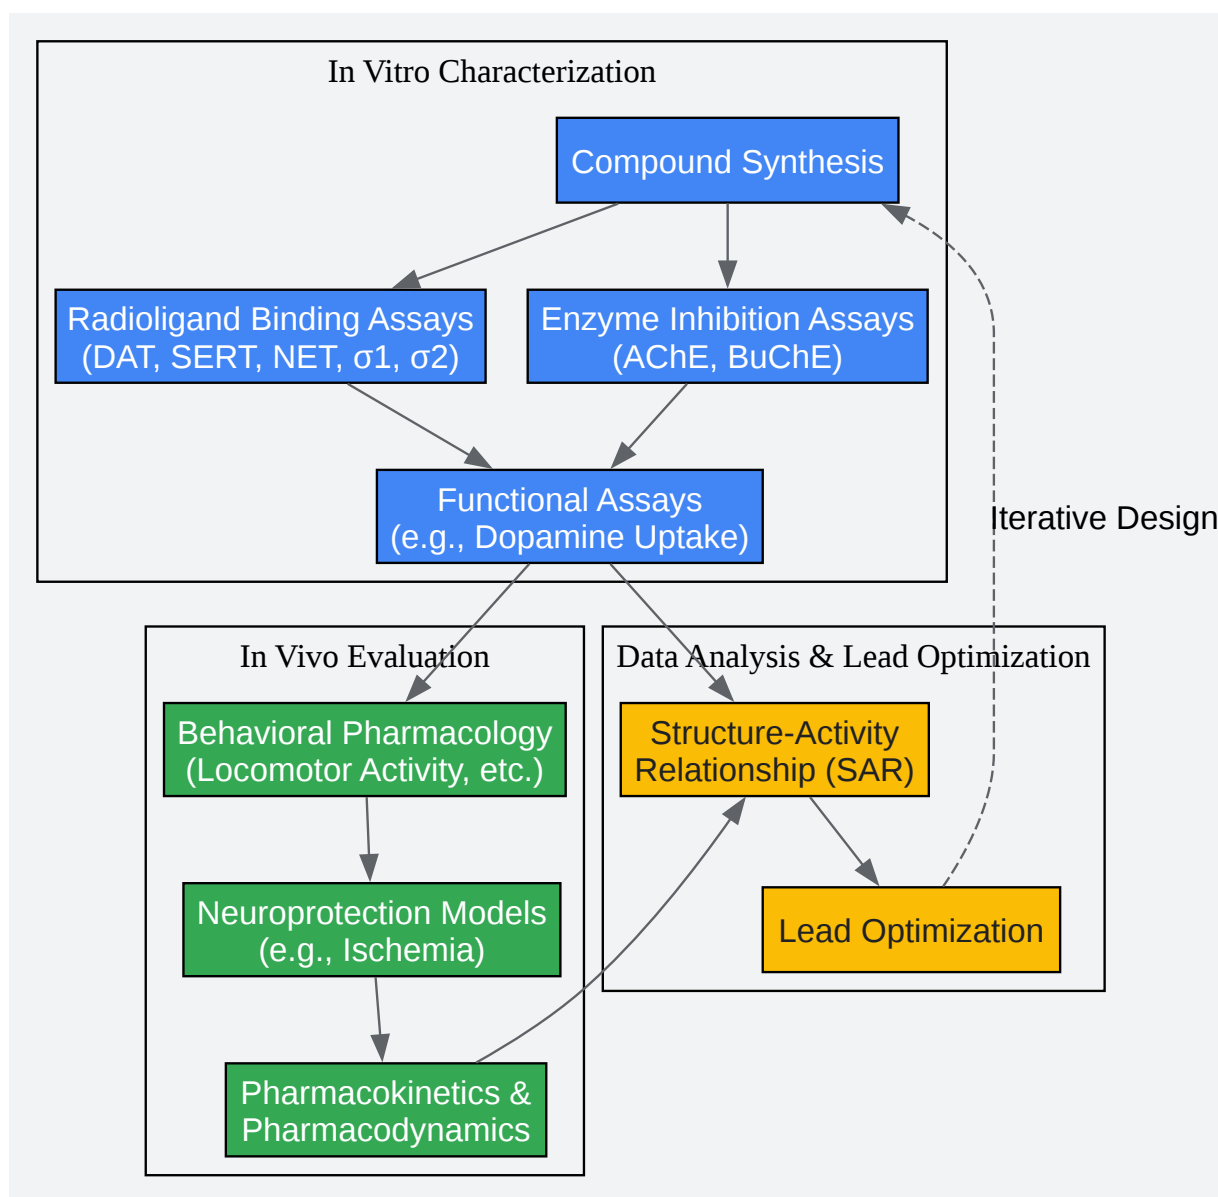 In Vitro Characterization
Compound Synthesis
Radioligand Binding Assays
(DAT, SERT, NET, σ1, σ2)
Enzyme Inhibition Assays
(AChE, BuChE)
Functional Assays
(e.g., Dopamine Uptake)
Iterative Design
In Vivo Evaluation
Behavioral Pharmacology
(Locomotor Activity, etc.)
Neuroprotection Models
(e.g., Ischemia)
Pharmacokinetics &
Pharmacodynamics
Data Analysis & Lead Optimization
Structure-Activity
Relationship (SAR)
Lead Optimization